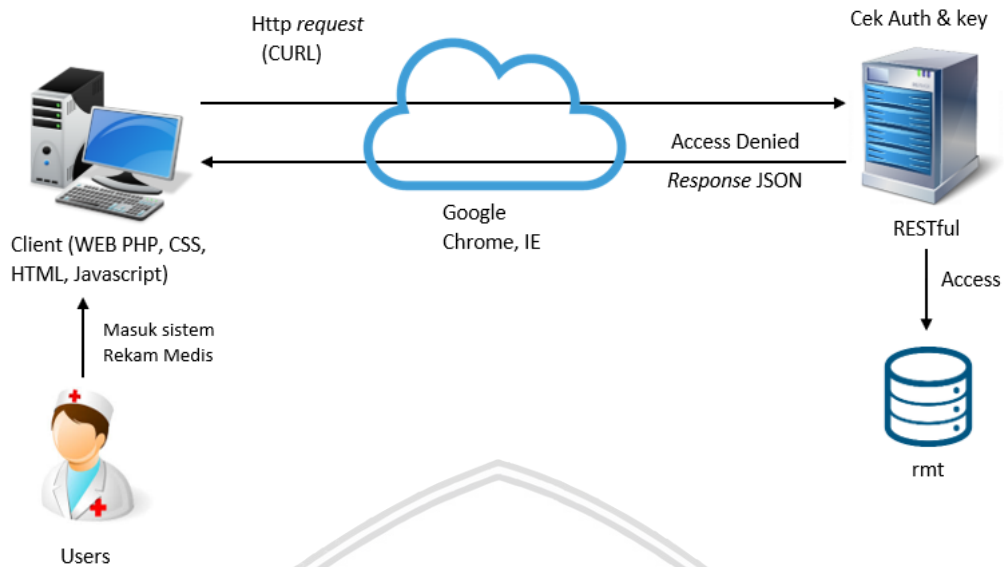 Http request
(CURL)
Cek Auth & key
Access Denied
Response JSON
Google
Chrome, IE
RESTful
Client (WEB PHP, CSS,
HTML, Javascript)
Access
Masuk sistem
Rekam Medis
rmt
Users